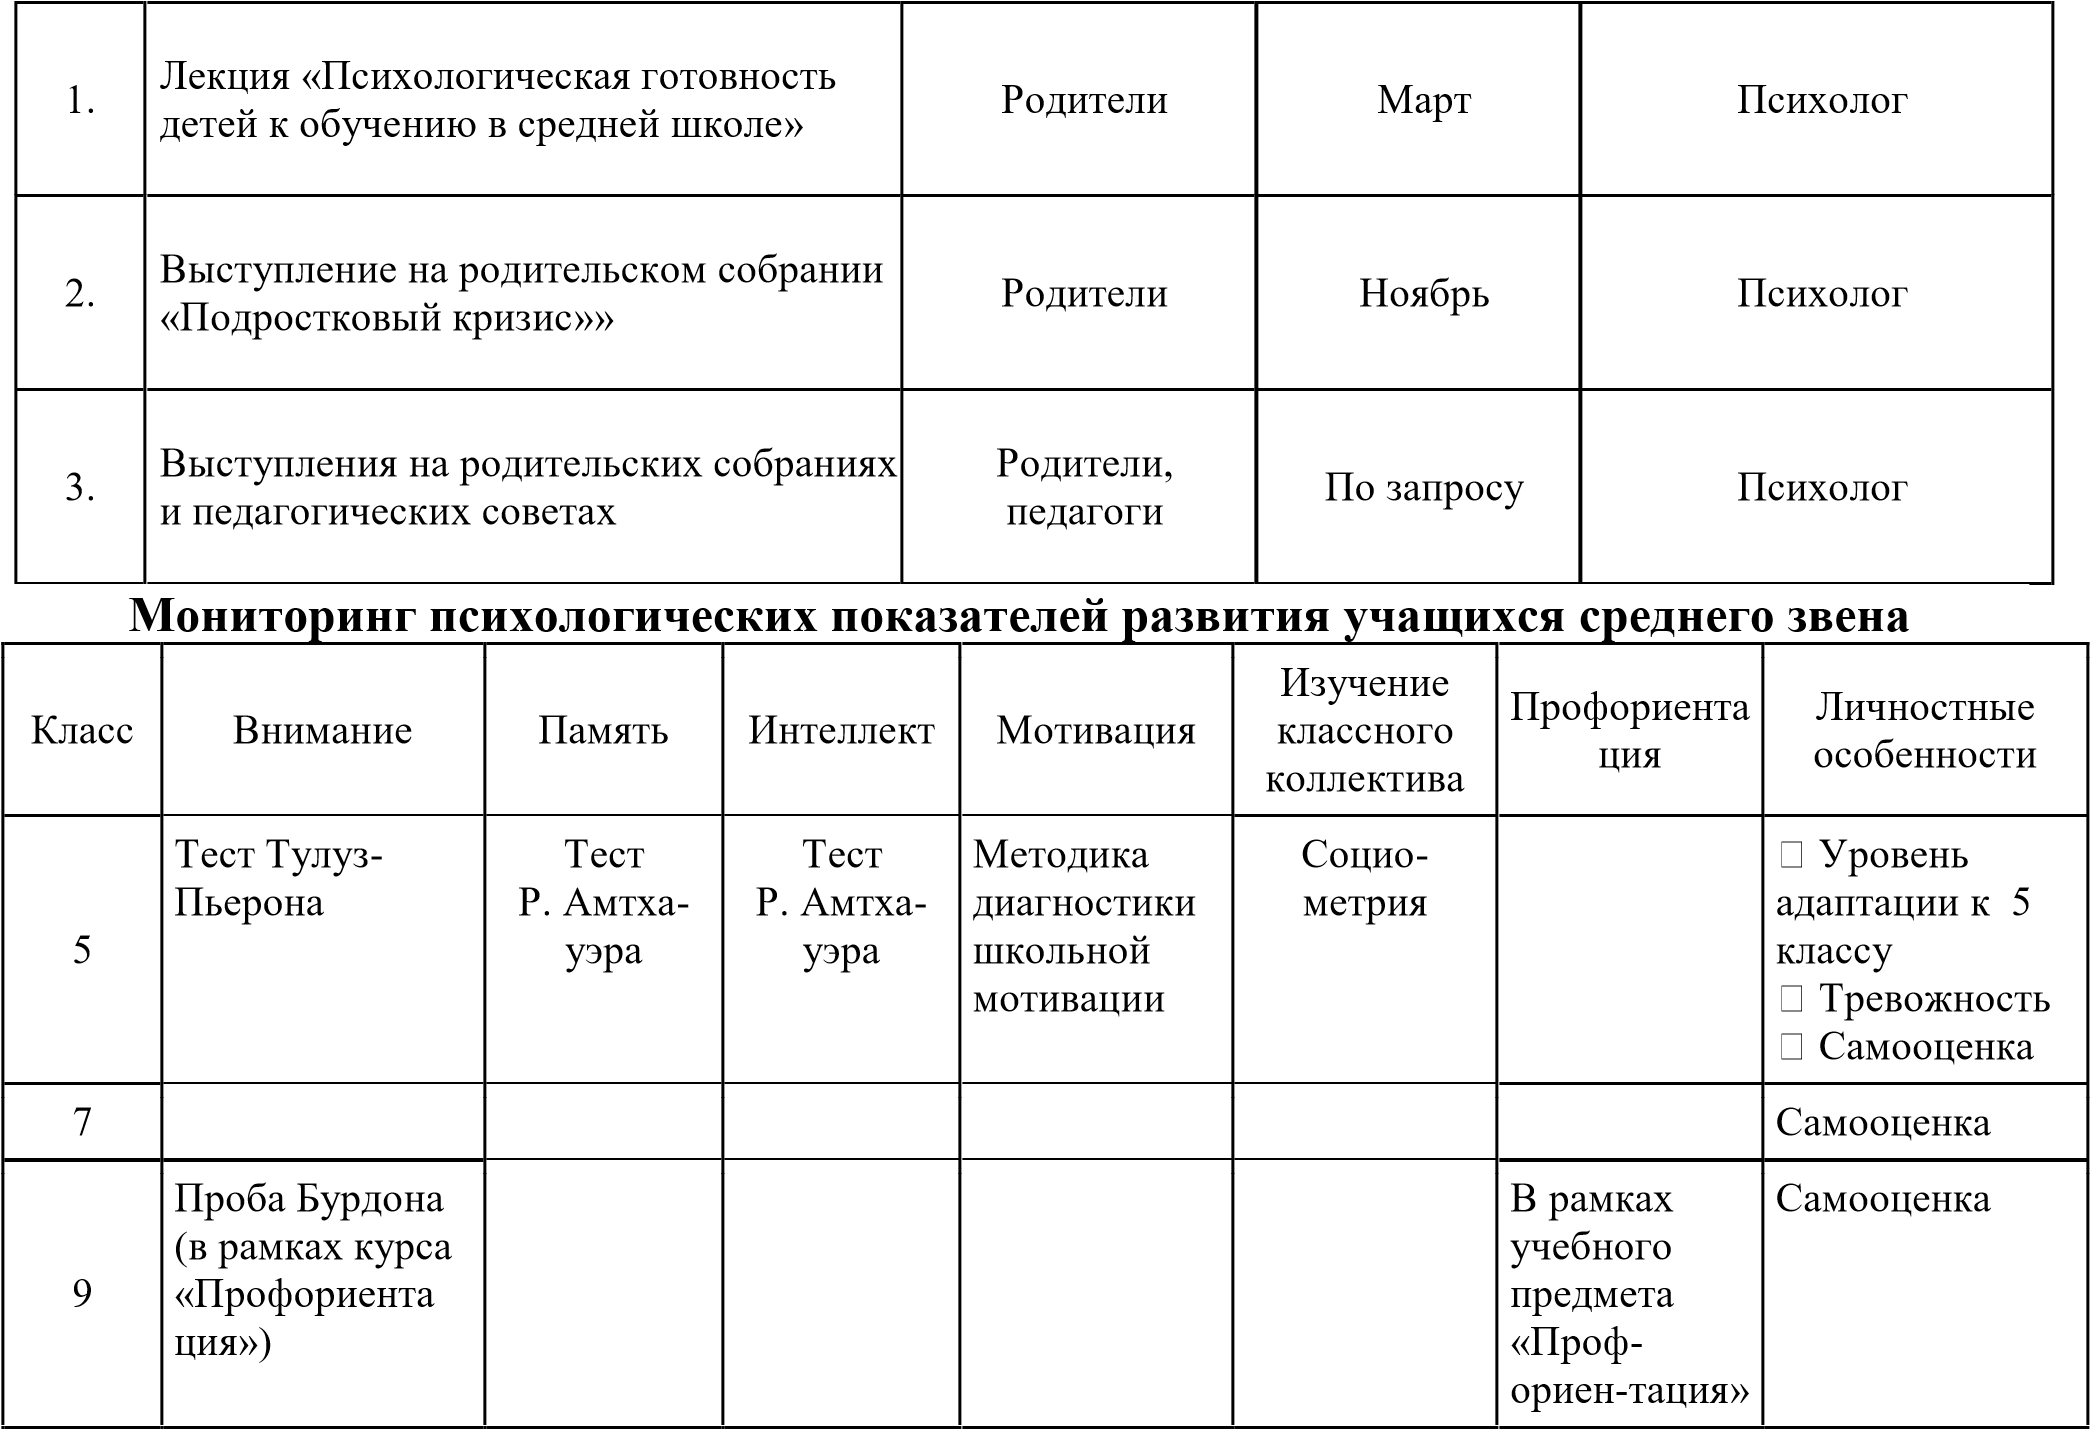 1.
Лекция «Психологическая готовность
детей к обучению в средней школе»
Родители
Март
Психолог
2.
Выступление на родительском собрании
«Подростковый кризис»»
Родители
Ноябрь
Психолог
3.
Выступления на родительских собраниях
и педагогических советах
Родители,
педагоги
По запросу
Психолог
Мониторинг психологических показателей развития учащихся среднего звена
Класс
Внимание
Память
Интеллект
Мотивация
Изучение
классного
коллектива
Профориента
ция
Личностные
особенности
5
Тест Тулуз-
Пьерона
Тест
Р. Амтха-
уэра
Тест
Р. Амтха-
уэра
Методика
диагностики
школьной
мотивации
Социо-
метрия
Уровень
адаптации к 5
классу
Тревожность
Самооценка
7
Самооценка
9
Проба Бурдона
(в рамках курса
«Профориента
ция»)
В рамках
учебного
предмета
«Проф-
ориен-тация»
Самооценка